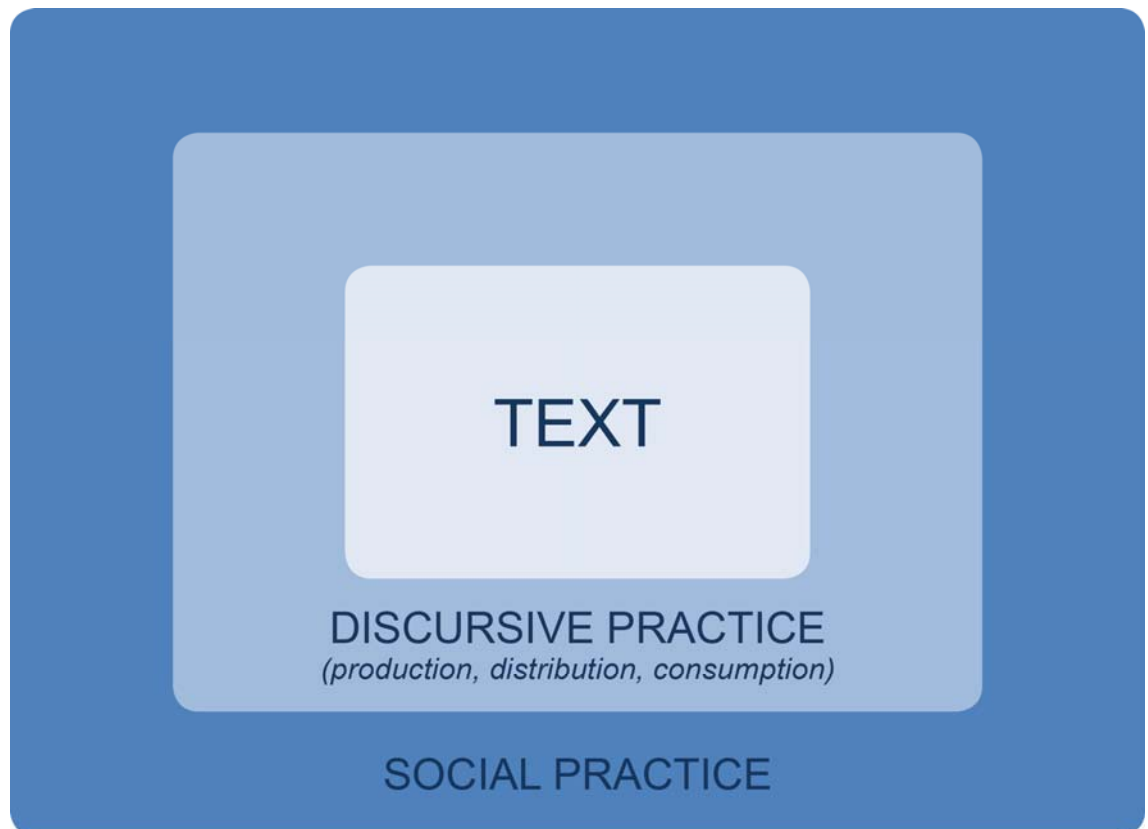 TEXT
DISCURSIVE PRACTICE
(production, distribution, consumption)
SOCIAL PRACTICE